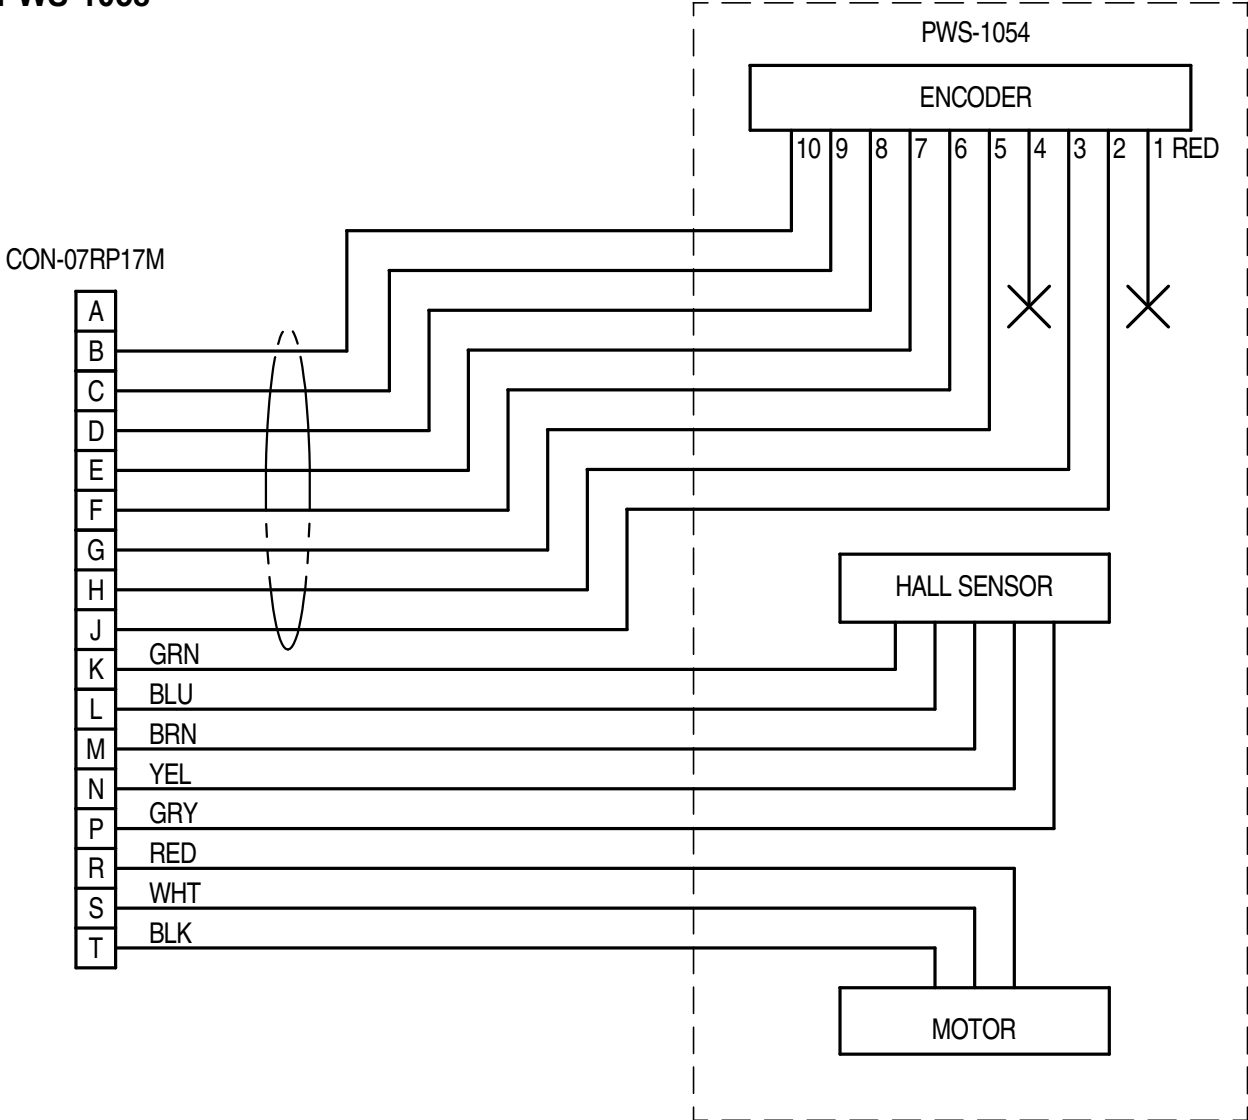 PWS-1054
ENCODER
10 9 8 7 6 5 4 3 2 1 RED
CON-07RP17M
A
B
C
D
E
F
G
H
HALL SENSOR
J
K GRN
L BLU
M BRN
N YEL
P GRY
R RED
S WHT
T BLK
MOTOR